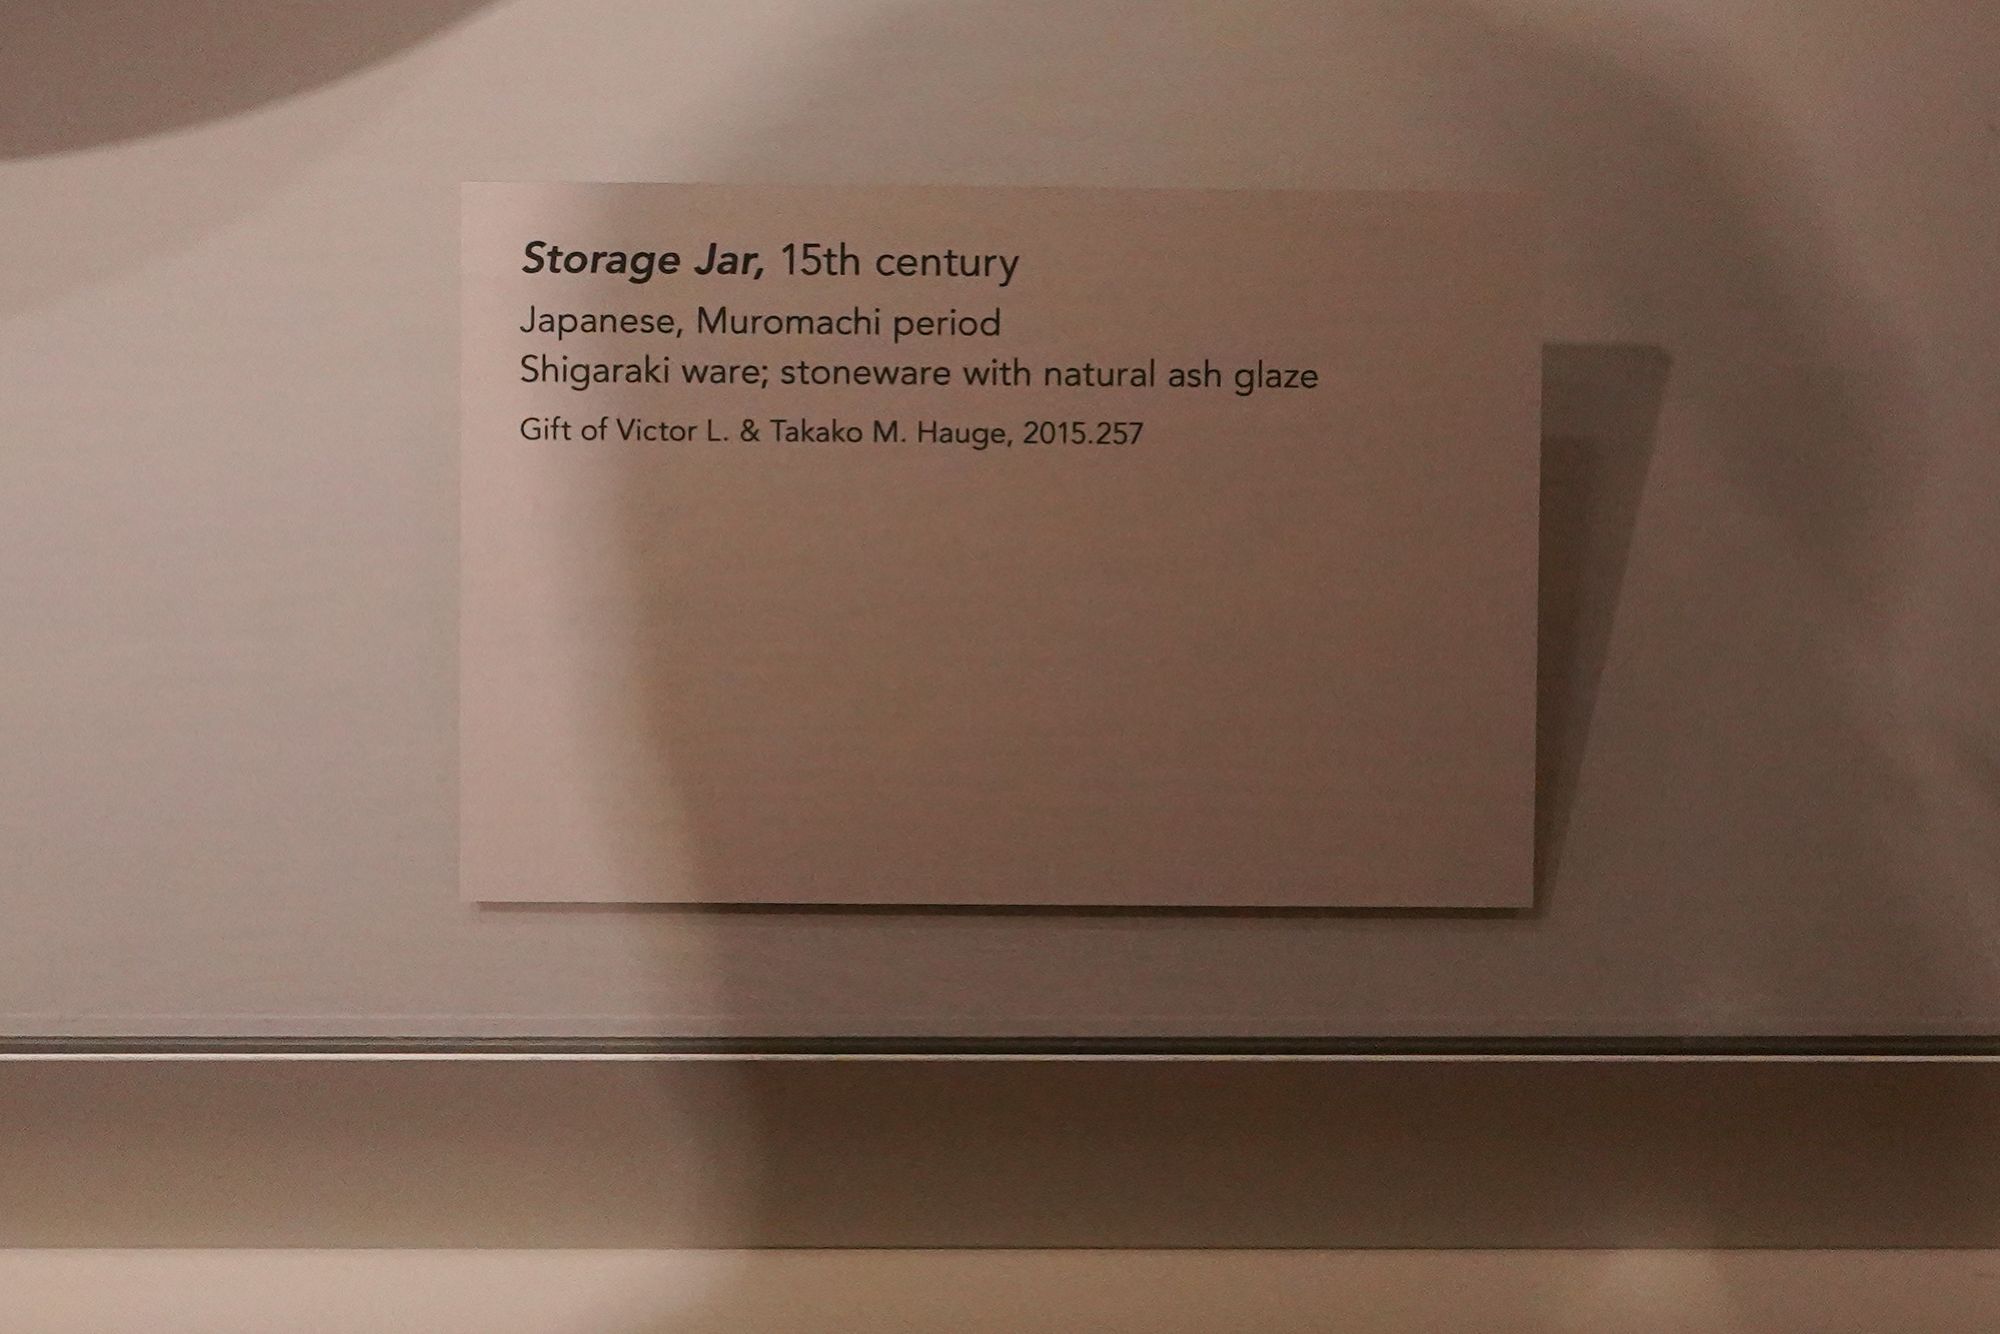 Storage Jar, 15th century
Japanese, Muromachi period
Shigaraki ware; stoneware with natural ash glaze
Gift of Victor L. & Takako M. Hauge, 2015.257